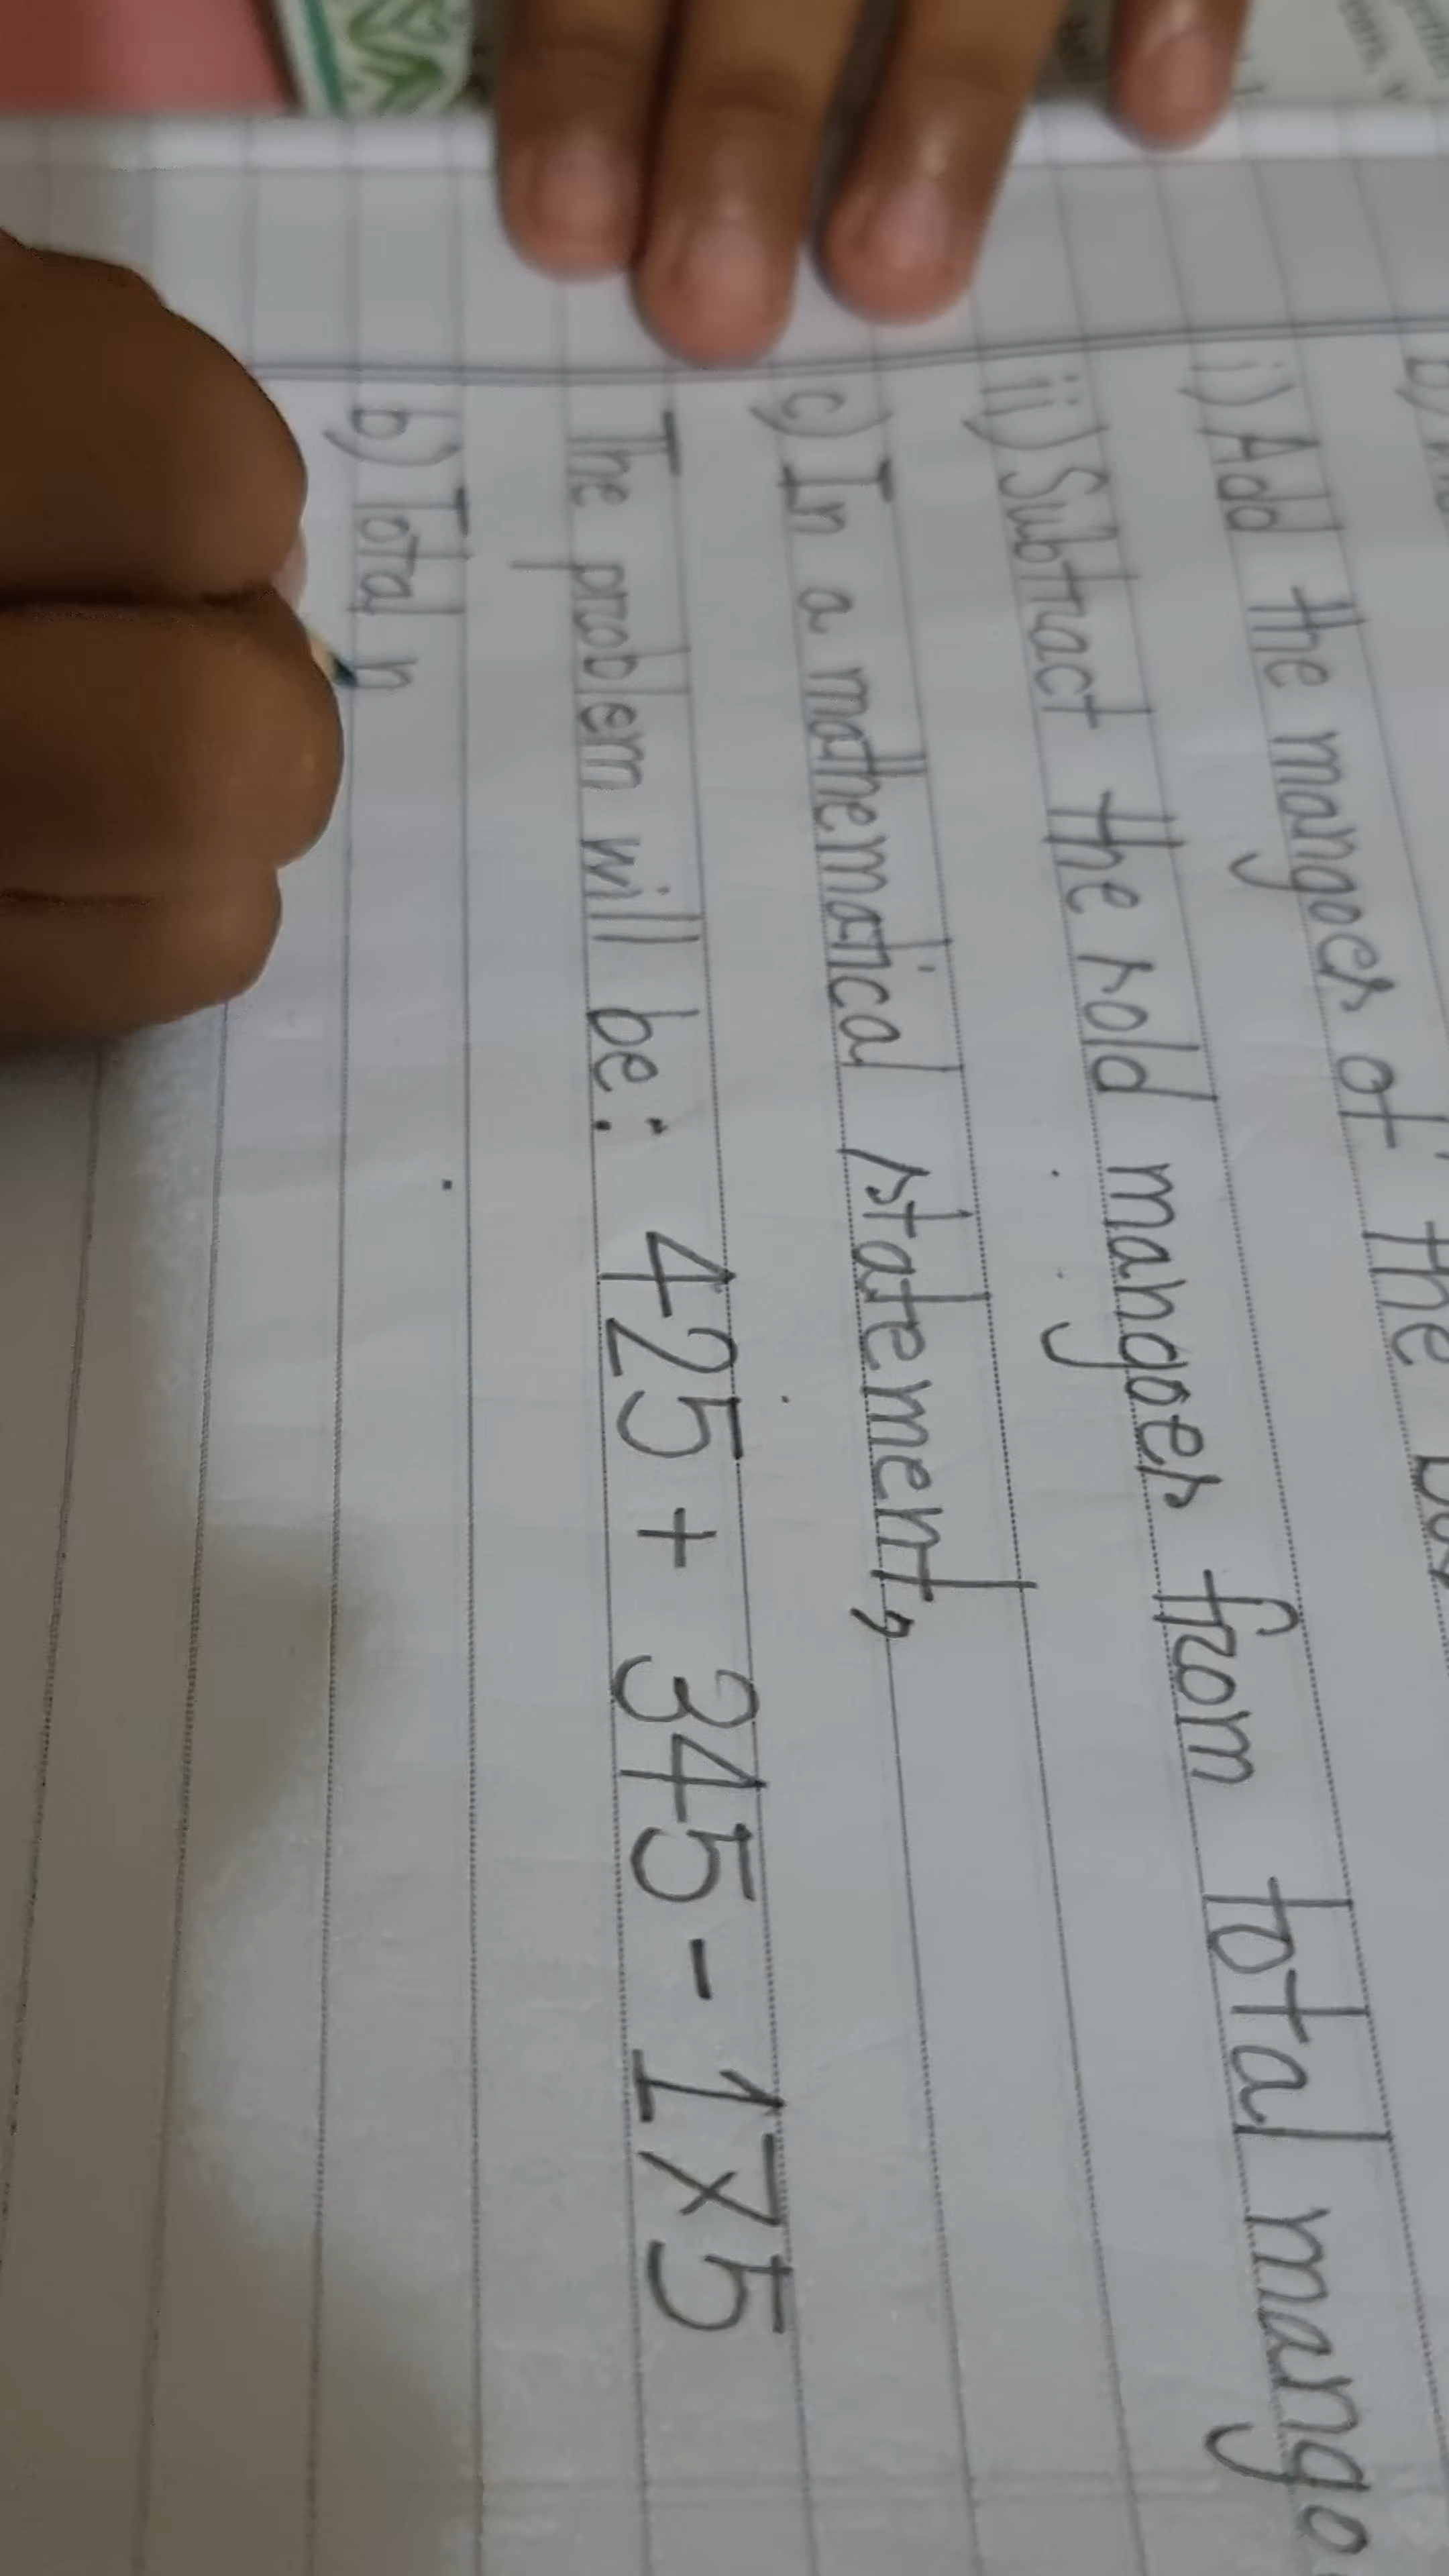 i) Add the mangoes of the
ii) Subtract the sold mangoes from total mango
c) In a mathematical statement,
The problem will be: 425 + 345 - 175
b) Total n